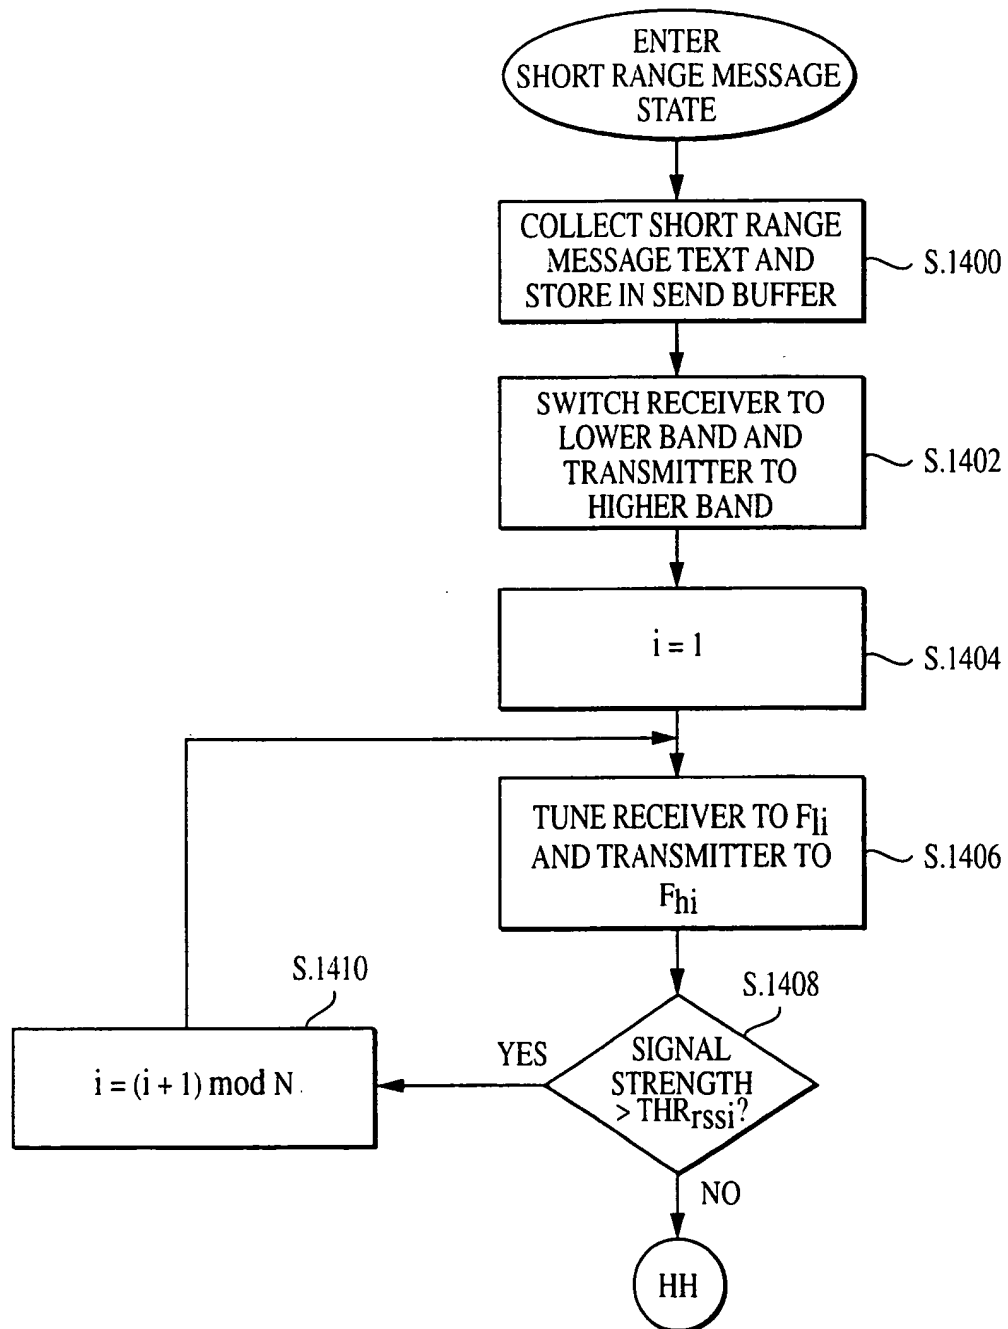 ENTER
SHORT RANGE MESSAGE
STATE
COLLECT SHORT RANGE
MESSAGE TEXT AND
STORE IN SEND BUFFER
S.1400
SWITCH RECEIVER TO
LOWER BAND AND
TRANSMITTER TO
HIGHER BAND
S.1402
i = 1
S.1404
TUNE RECEIVER TO Fli
AND TRANSMITTER TO
Fhi
S.1406
S.1408
SIGNAL
STRENGTH
> THRrssi?
YES
S.1410
i = (i + 1) mod N
NO
HH